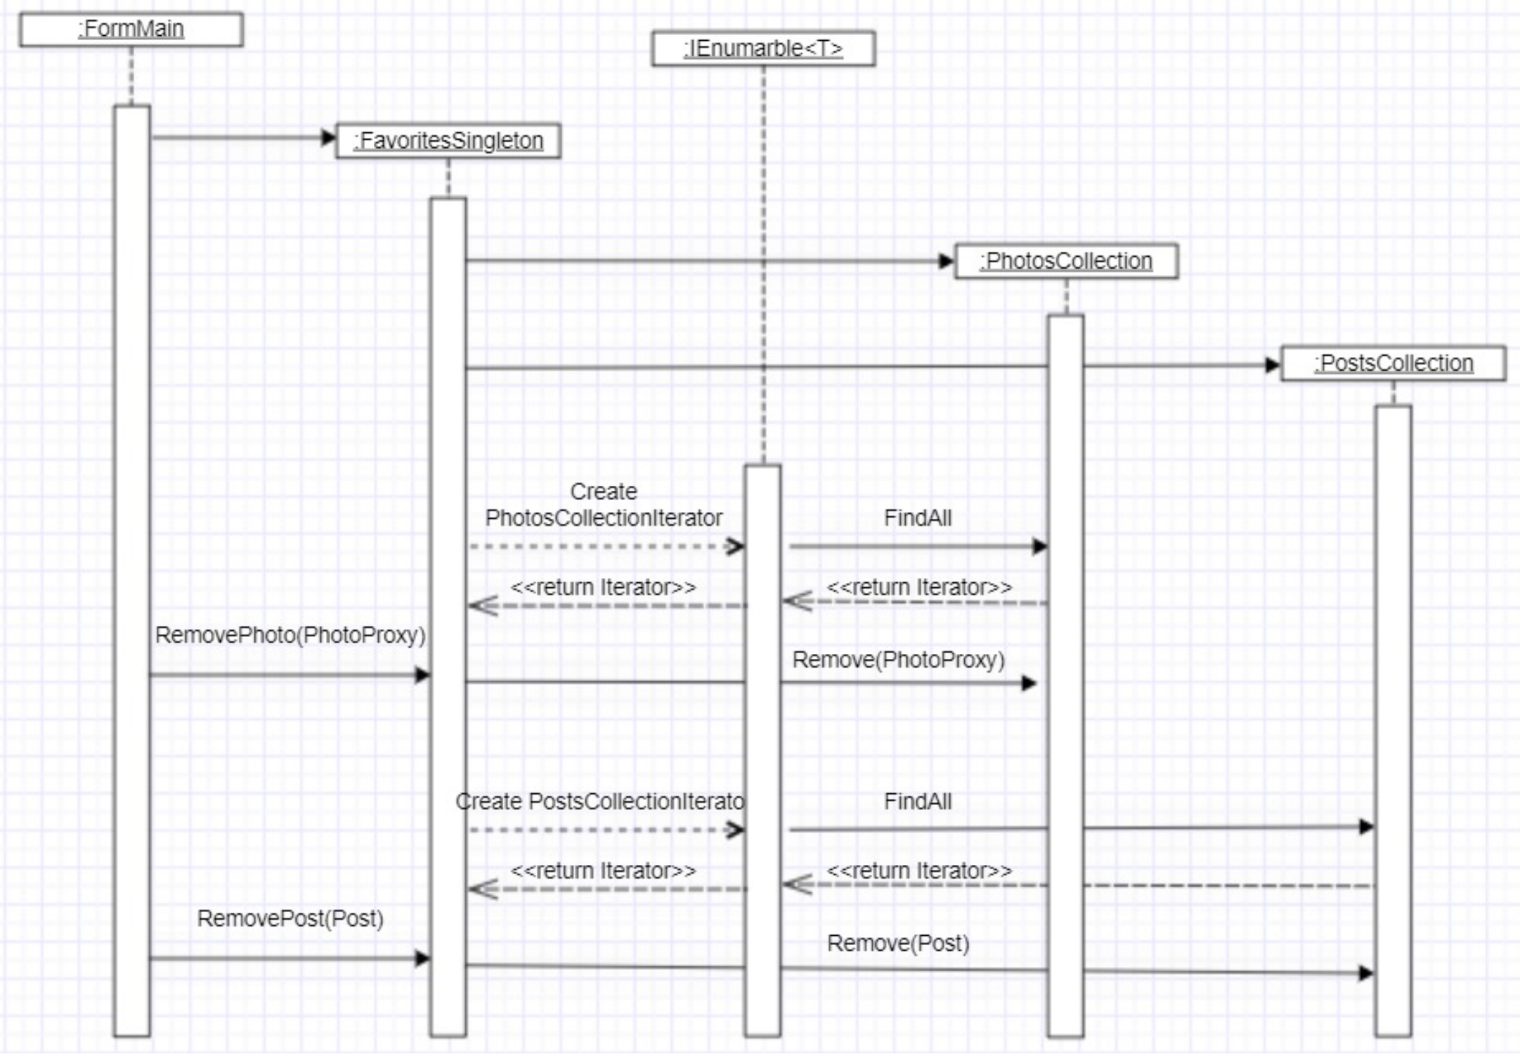 :FormMain
:IEnumarble<T>
:FavoritesSingleton
:PhotosCollection
:PostsCollection
Create
PhotosCollectionIterator
FindAll
<<return Iterator>>
<<return Iterator>>
RemovePhoto(PhotoProxy)
Remove(PhotoProxy)
Create PostsCollectionIterato
FindAll
<<return Iterator>>
<<return Iterator>>
RemovePost(Post)
Remove(Post)